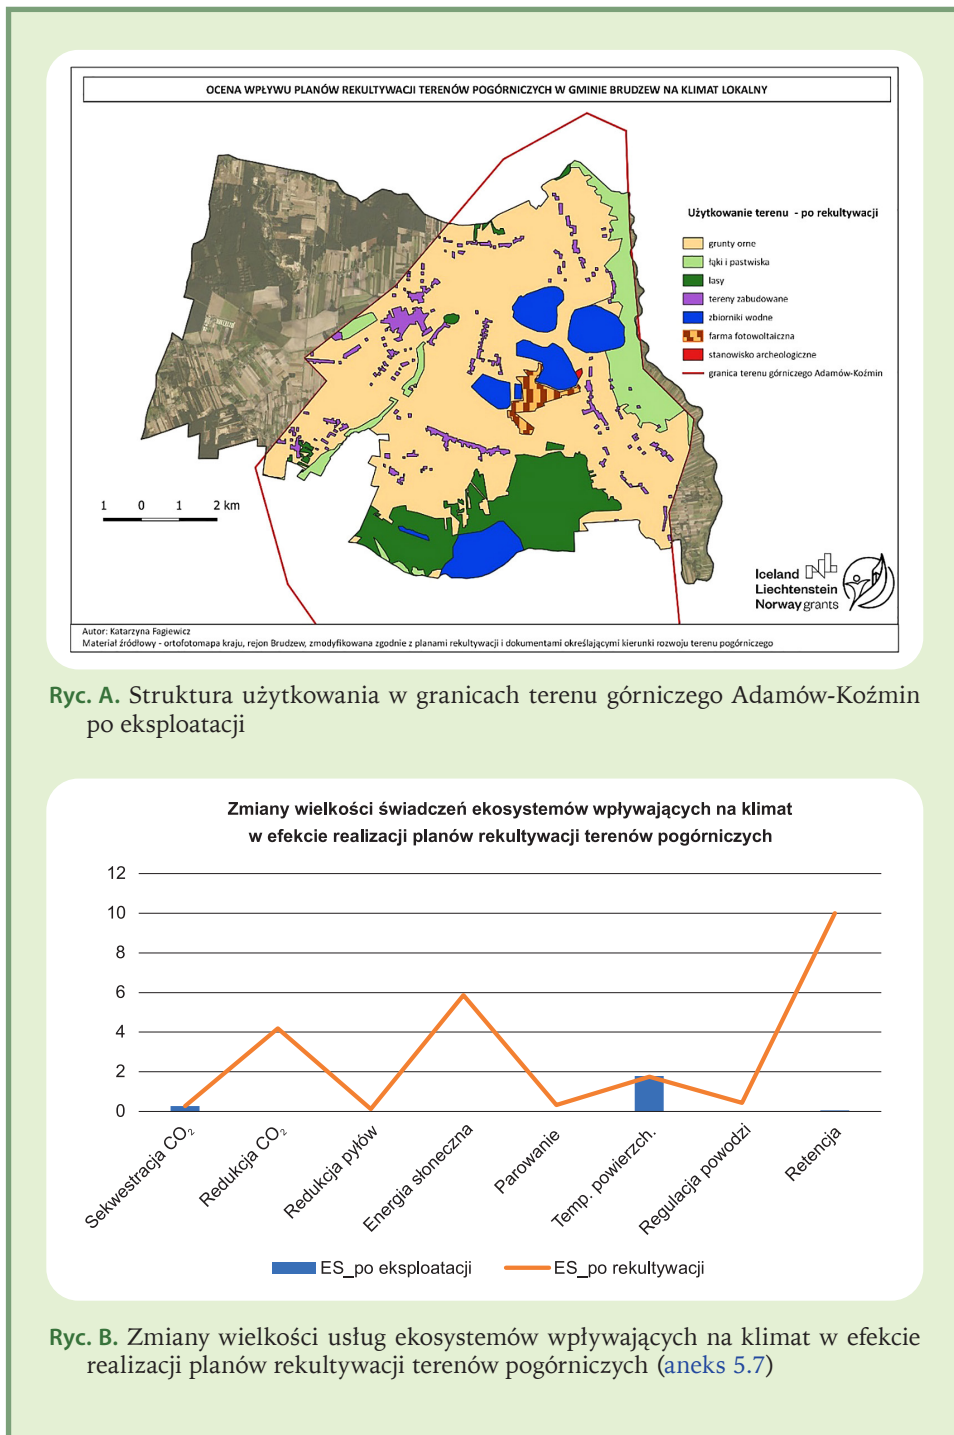 OCENA WPŁYWU PLANÓW REKULTYWACJI TERENÓW POGÓRNICZYCH W GMINIE BRUDZEW NA KLIMAT LOKALNY
Użytkowanie terenu - po rekultywacji
grunty orne
łąki i pastwiska
lasy
tereny zabudowane
zbiorniki wodne
farma fotowoltaiczna
stanowisko archeologiczne
granica terenu górniczego Adamów-Koźmin
1 0 1 2 km
Iceland
Liechtenstein
Norway grants
Autor: Katarzyna Fagiewicz
Materiał źródłowy - ortofotomapa kraju, rejon Brudzew, zmodyfikowana zgodnie z planami rekultywacji i dokumentami określającymi kierunki rozwoju terenu pogórniczego
Ryc. A. Struktura użytkowania w granicach terenu górniczego Adamów-Koźmin
po eksploatacji
Zmiany wielkości świadczeń ekosystemów wpływających na klimat
w efekcie realizacji planów rekultywacji terenów pogórniczych
12
10
8
6
4
2
0
Sekwestracja CO₂
Redukcja CO₂
Redukcja pyłów
Energia słoneczna
Parowanie
Temp. powierzch.
Regulacja powodzi
Retencja
ES_po eksploatacji
ES_po rekultywacji
Ryc. B. Zmiany wielkości usług ekosystemów wpływających na klimat w efekcie
realizacji planów rekultywacji terenów pogórniczych (aneks 5.7)